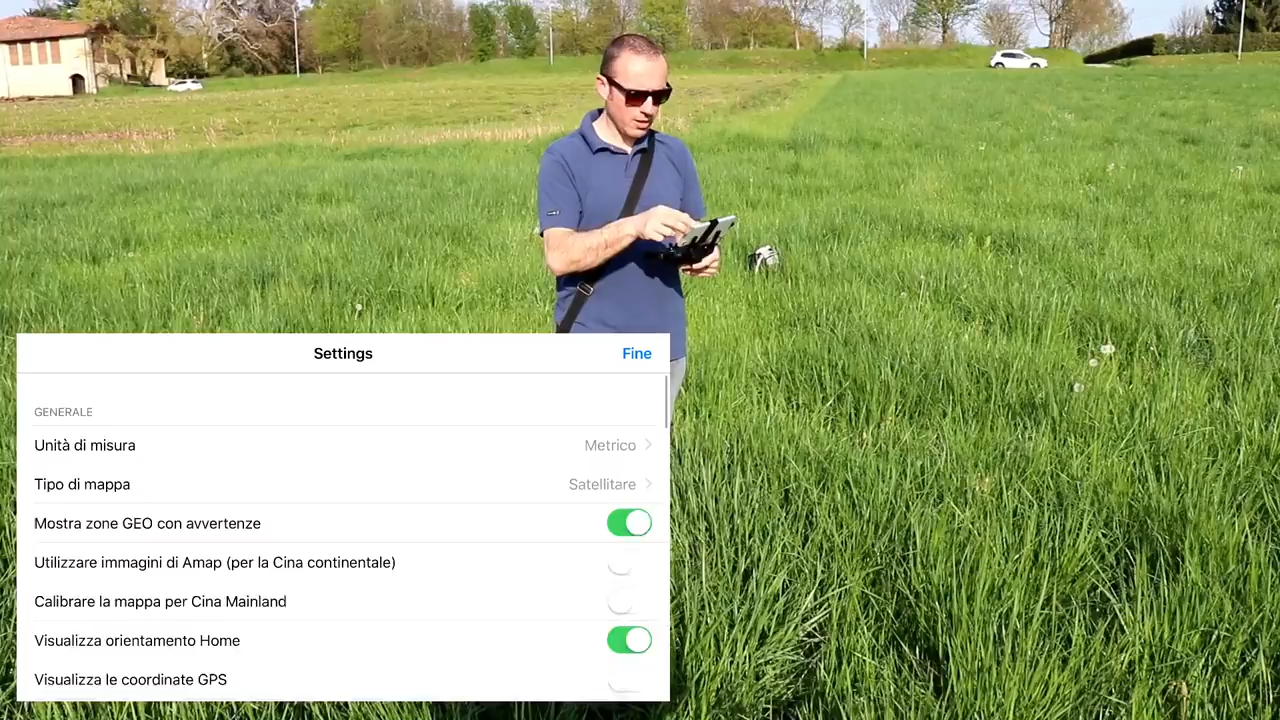 Settings
Fine
GENERALE
Unità di misura
Metrico
Tipo di mappa
Satellitare
Mostra zone GEO con avvertenze
Utilizzare immagini di Amap (per la Cina continentale)
Calibrare la mappa per Cina Mainland
Visualizza orientamento Home
Visualizza le coordinate GPS